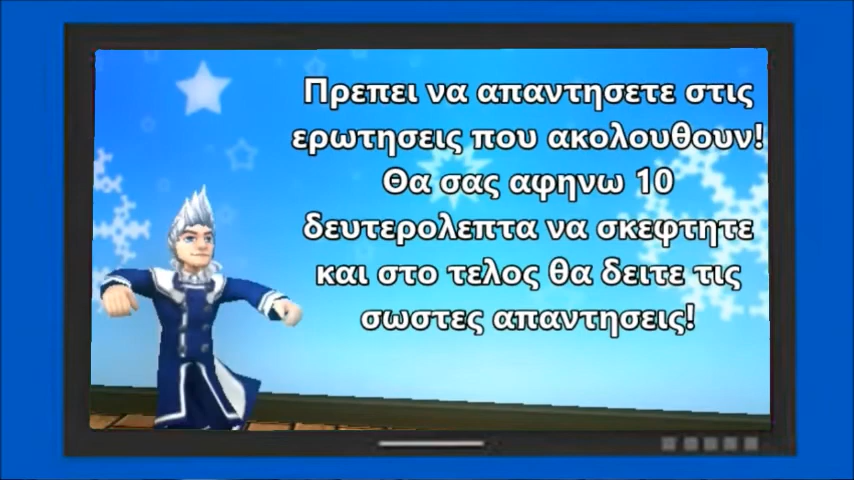 Πρεπει να απαντησετε στις
ερωτησεις που ακολουθουν!
Θα σας αφηνω 10
δευτερολεπτα να σκεφτητε
και στο τελος θα δειτε τις
σωστες απαντησεις!